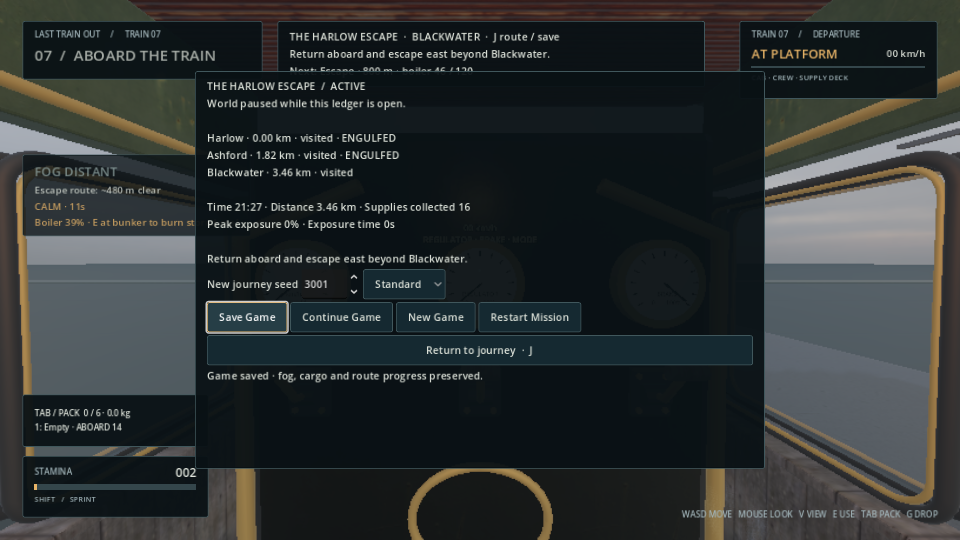 LAST TRAIN OUT / TRAIN 07
07 / ABOARD THE TRAIN
THE HARLOW ESCAPE · BLACKWATER · J route / save
Return aboard and escape east beyond Blackwater.
Next: Escape · 800 m · boiler 46 / 120
TRAIN 07 / DEPARTURE
AT PLATFORM 00 km/h
· CREW · SUPPLY DECK
THE HARLOW ESCAPE / ACTIVE
World paused while this ledger is open.
Harlow · 0.00 km · visited · ENGULFED
Ashford · 1.82 km · visited · ENGULFED
Blackwater · 3.46 km · visited
Time 21:27 · Distance 3.46 km · Supplies collected 16
Peak exposure 0% · Exposure time 0s
Return aboard and escape east beyond Blackwater.
New journey seed 3001 Standard
Save Game Continue Game New Game Restart Mission
Return to journey · J
Game saved · fog, cargo and route progress preserved.
FOG DISTANT
Escape route: ~480 m clear
CALM · 11s
Boiler 39% · E at bunker to burn st
TAB / PACK 0 / 6 · 0.0 kg
1: Empty · ABOARD 14
STAMINA 002
SHIFT / SPRINT
WASD MOVE MOUSE LOOK V VIEW E USE TAB PACK G DROP